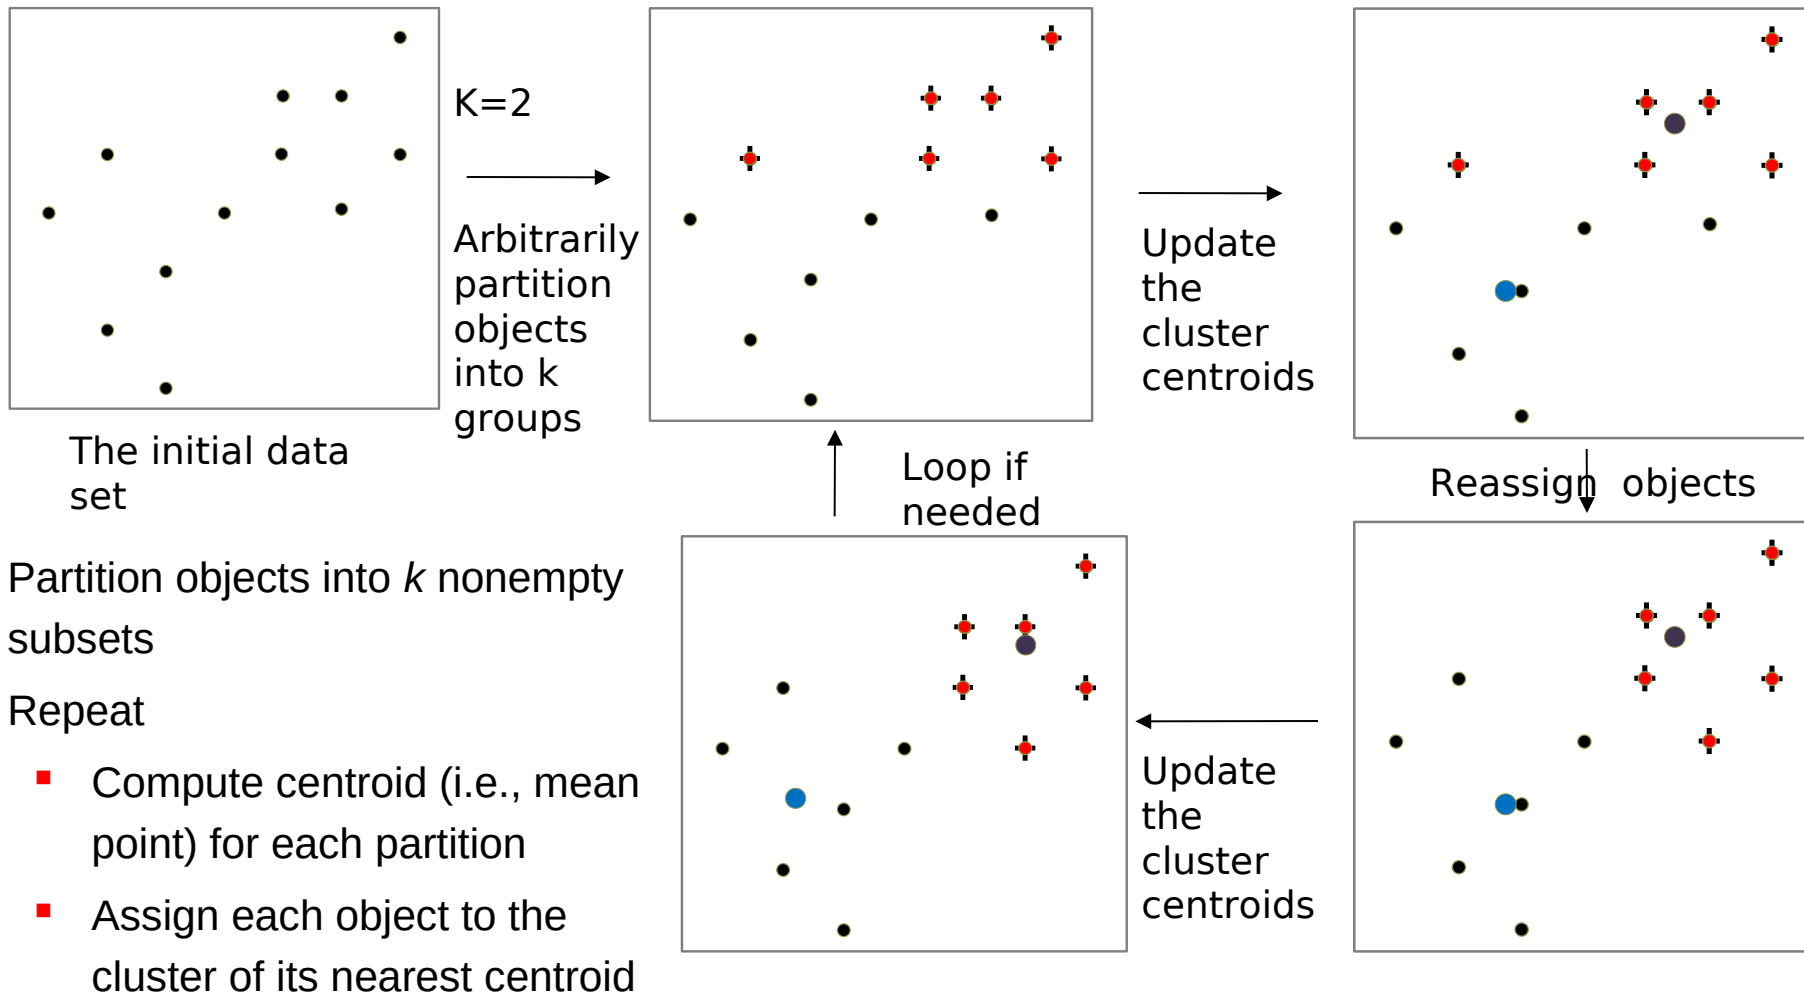 K=2
Arbitrarily
partition
objects
into k
groups
Update
the
cluster
centroids
The initial data
set
Loop if
needed
Reassign objects
Update
the
cluster
centroids
Partition objects into k nonempty
subsets
Repeat
Compute centroid (i.e., mean
point) for each partition
Assign each object to the
cluster of its nearest centroid